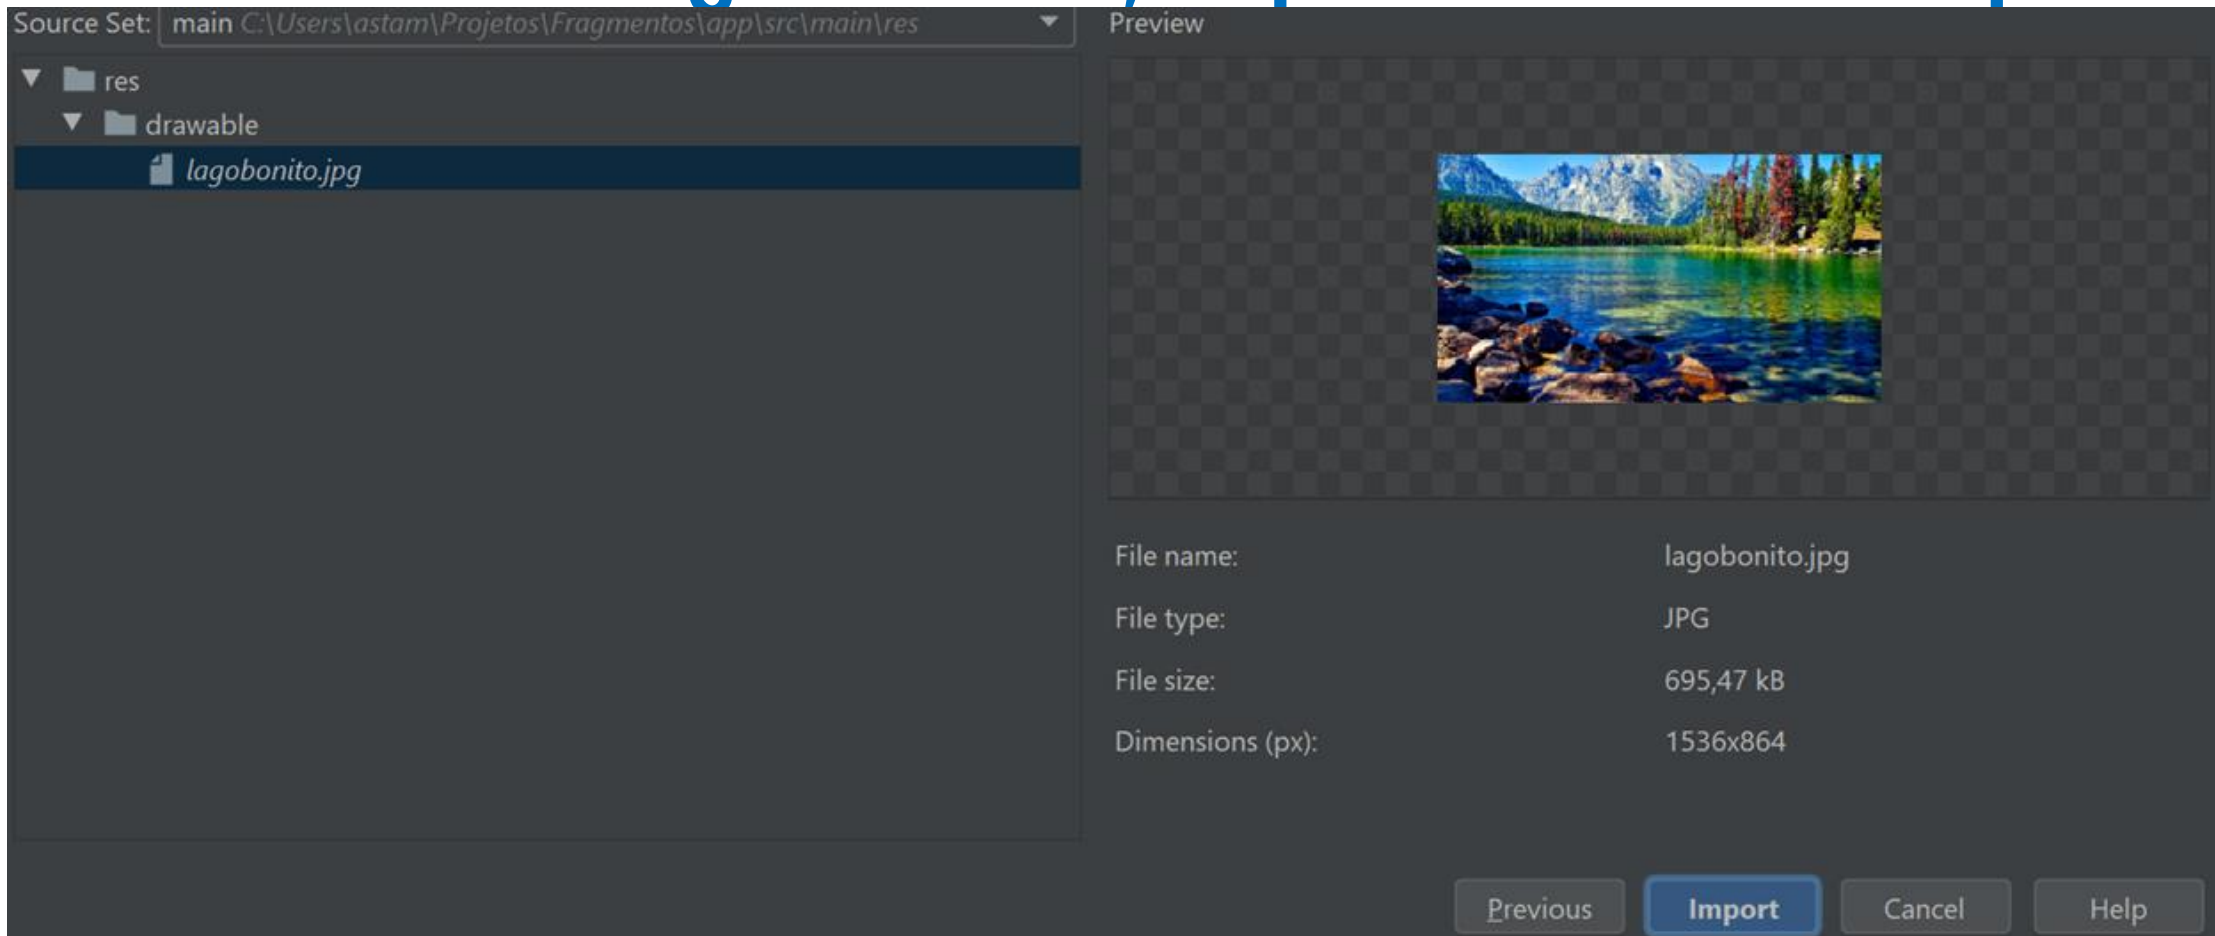 Source Set: main C:\Users\astam\Projetos\Fragmentos\app\src\main\res
res
drawable
lagobonito.jpg
Preview
File name: lagobonito.jpg
File type: JPG
File size: 695,47 kB
Dimensions (px): 1536x864
Previous Import Cancel Help